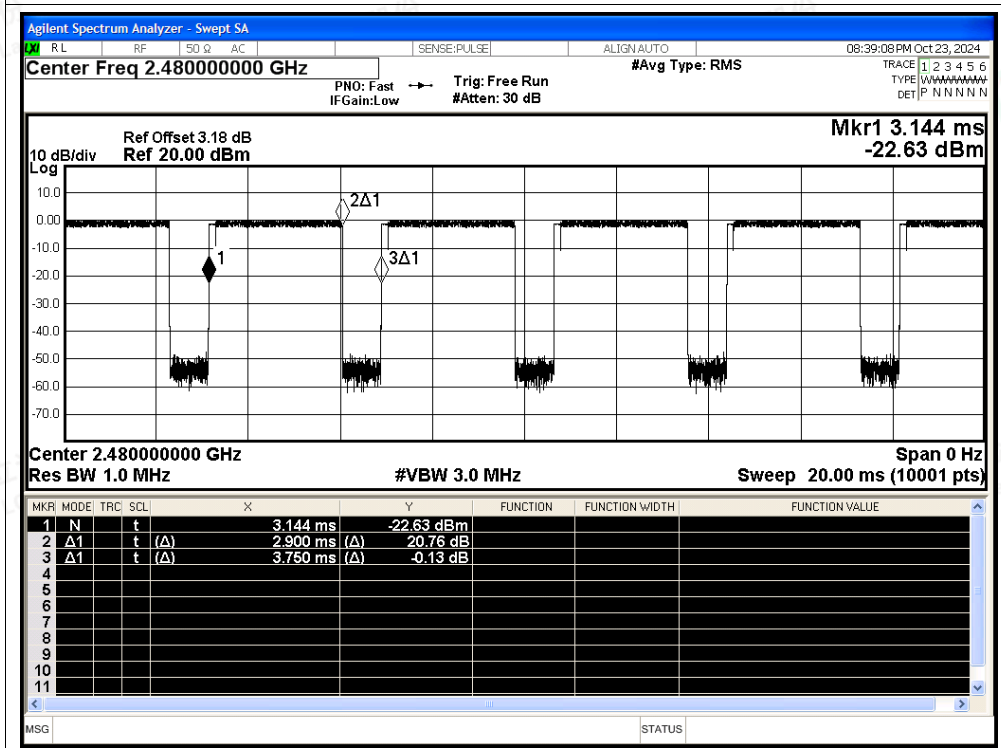 Agilent Spectrum Analyzer - Swept SA
LXI RL RF 50 Ω AC SENSE:PULSE ALIGN AUTO 08:39:08 PM Oct 23, 2024
Center Freq 2.480000000 GHz #Avg Type: RMS TRACE 1 2 3 4 5 6
PNO: Fast Trig: Free Run TYPE WWWWWW
IFGain:Low #Atten: 30 dB DET P N N N N N
Mkr1 3.144 ms
Ref Offset 3.18 dB
10 dB/div Ref 20.00 dBm -22.63 dBm
Log
10.0
2Δ1
0.00
-10.0
1 3Δ1
-20.0
-30.0
-40.0
-50.0
-60.0
-70.0
Center 2.480000000 GHz Span 0 Hz
Res BW 1.0 MHz #VBW 3.0 MHz Sweep 20.00 ms (10001 pts)
MKR MODE TRC SCL X Y FUNCTION FUNCTION WIDTH FUNCTION VALUE
1 N t 3.144 ms -22.63 dBm
2 Δ1 t (Δ) 2.900 ms (Δ) 20.76 dB
3 Δ1 t (Δ) 3.750 ms (Δ) -0.13 dB
4
5
6
7
8
9
10
11
MSG STATUS